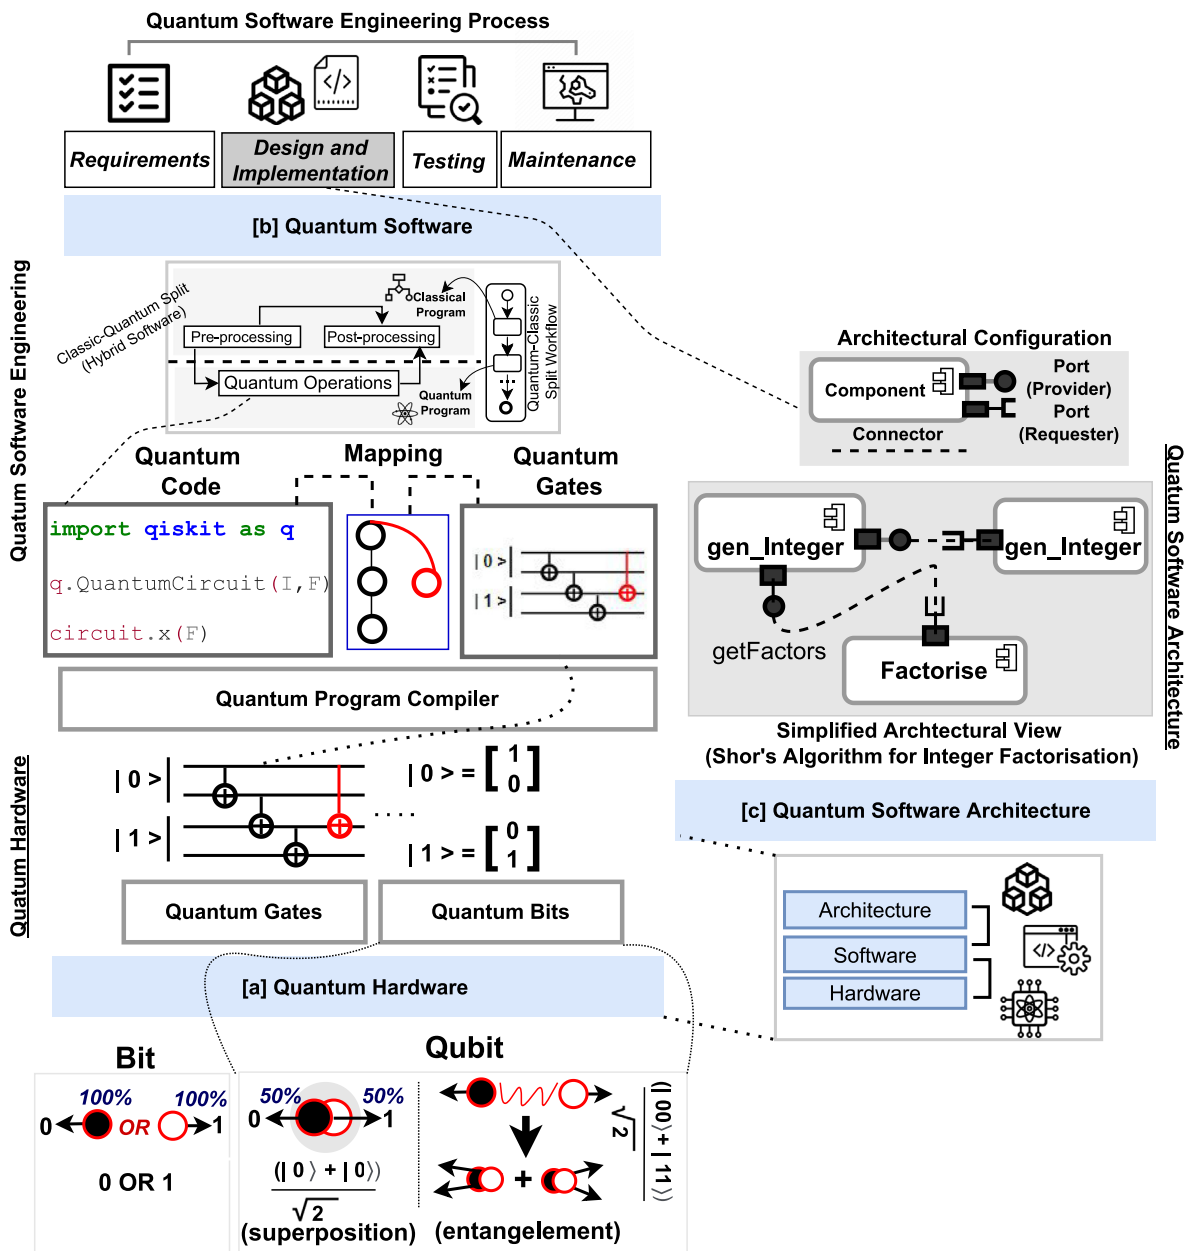 Quantum Software Engineering Process
Requirements
Design and
Implementation
Testing
Maintenance
[b] Quantum Software
Quatum Software Engineering
Classic-Quantum Split
(Hybrid Software)
Classical
Program
Pre-processing
Post-processing
Quantum Operations
Quantum
Program
Quantum-Classic
Split Workflow
Quantum
Code
Mapping
Quantum
Gates
import qiskit as q
q.QuantumCircuit(I,F)
circuit.x(F)
| 0 >|
| 1 >|
Quantum Program Compiler
Quatum Hardware
| 0 >|
| 1 >|
| 0 > = [ 1
0 ]
| 1 > = [ 0
1 ]
Quantum Gates
Quantum Bits
[a] Quantum Hardware
Bit
100% 100%
0 OR 1
0 OR 1
Qubit
50% 50%
0 1
(| 0 ⟩ + | 0⟩)
√2
(superposition)
+
(| 00⟩ + | 11⟩)
√2
(entangelement)
Architectural Configuration
Component
Port
(Provider)
Port
(Requester)
Connector
gen_Integer
gen_Integer
getFactors
Factorise
Simplified Archtectural View
(Shor's Algorithm for Integer Factorisation)
Quatum Software Architecture
[c] Quantum Software Architecture
Architecture
Software
Hardware